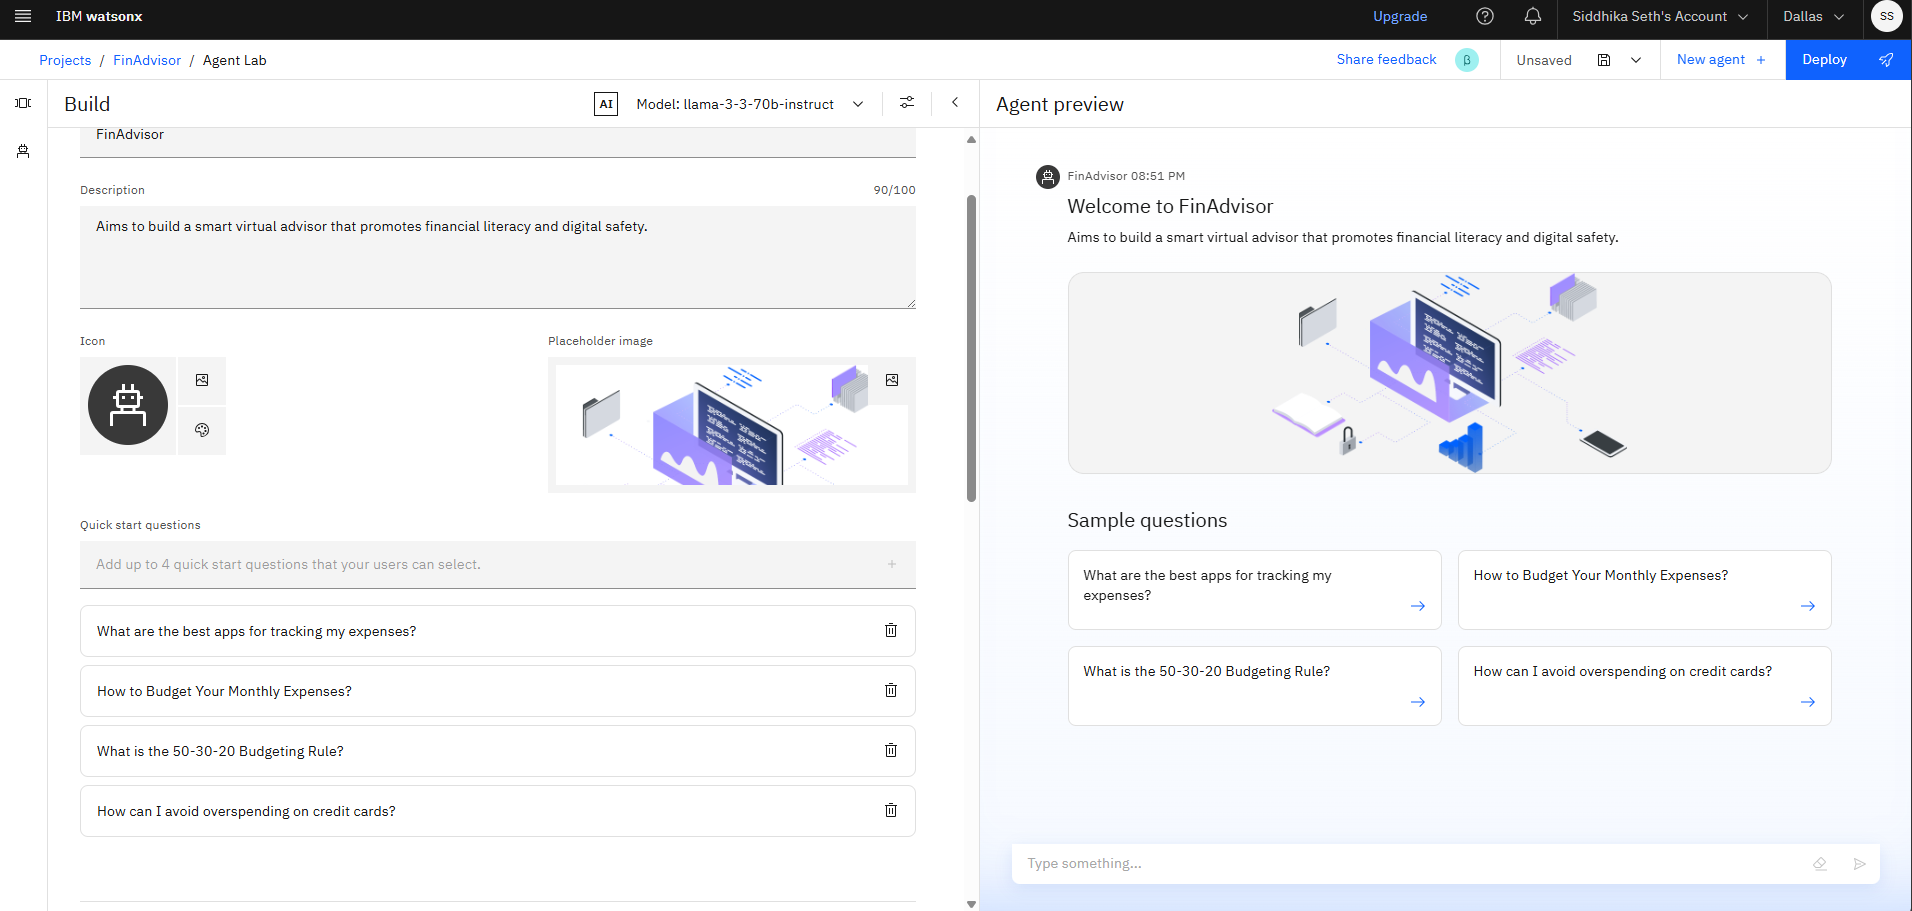 IBM watsonx
Upgrade
Siddhika Seth's Account
Dallas
SS
Projects / FinAdvisor / Agent Lab
Share feedback
β
Unsaved
New agent +
Deploy
Build
AI
Model: llama-3-3-70b-instruct
Agent preview
FinAdvisor
Description
90/100
Aims to build a smart virtual advisor that promotes financial literacy and digital safety.
Icon
Placeholder image
Quick start questions
Add up to 4 quick start questions that your users can select.
What are the best apps for tracking my expenses?
How to Budget Your Monthly Expenses?
What is the 50-30-20 Budgeting Rule?
How can I avoid overspending on credit cards?
FinAdvisor 08:51 PM
Welcome to FinAdvisor
Aims to build a smart virtual advisor that promotes financial literacy and digital safety.
Sample questions
What are the best apps for tracking my
expenses?
How to Budget Your Monthly Expenses?
What is the 50-30-20 Budgeting Rule?
How can I avoid overspending on credit cards?
Type something...